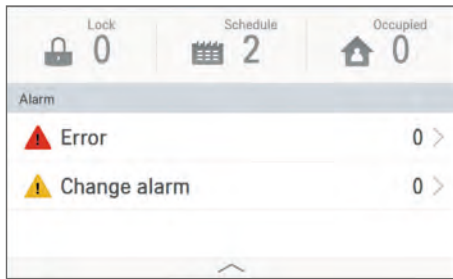 Lock Schedule Occupied
0 2 0
Alarm
Error 0
Change alarm 0